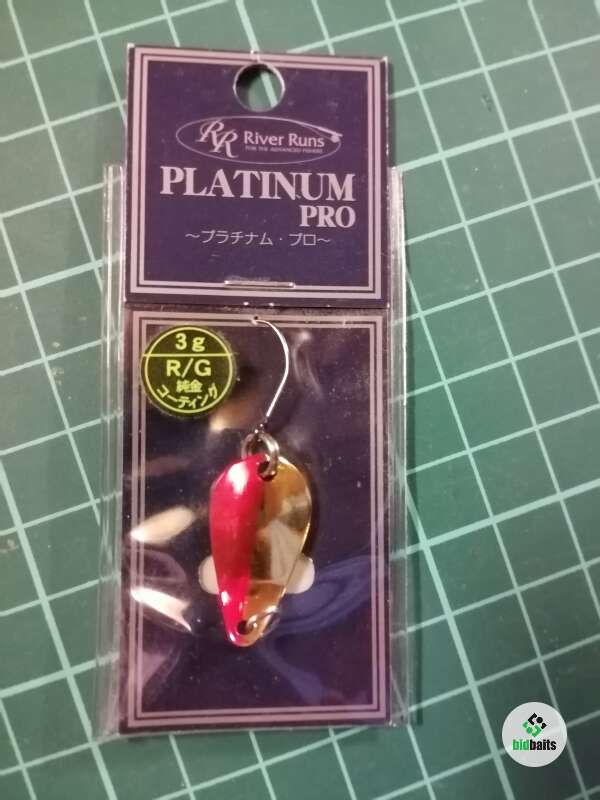 RR River Runs
FOR THE ADVANCED FISHERS
PLATINUM
PRO
～プラチナム・プロ～
3g
R/G
純金
コーティング
bidbaits